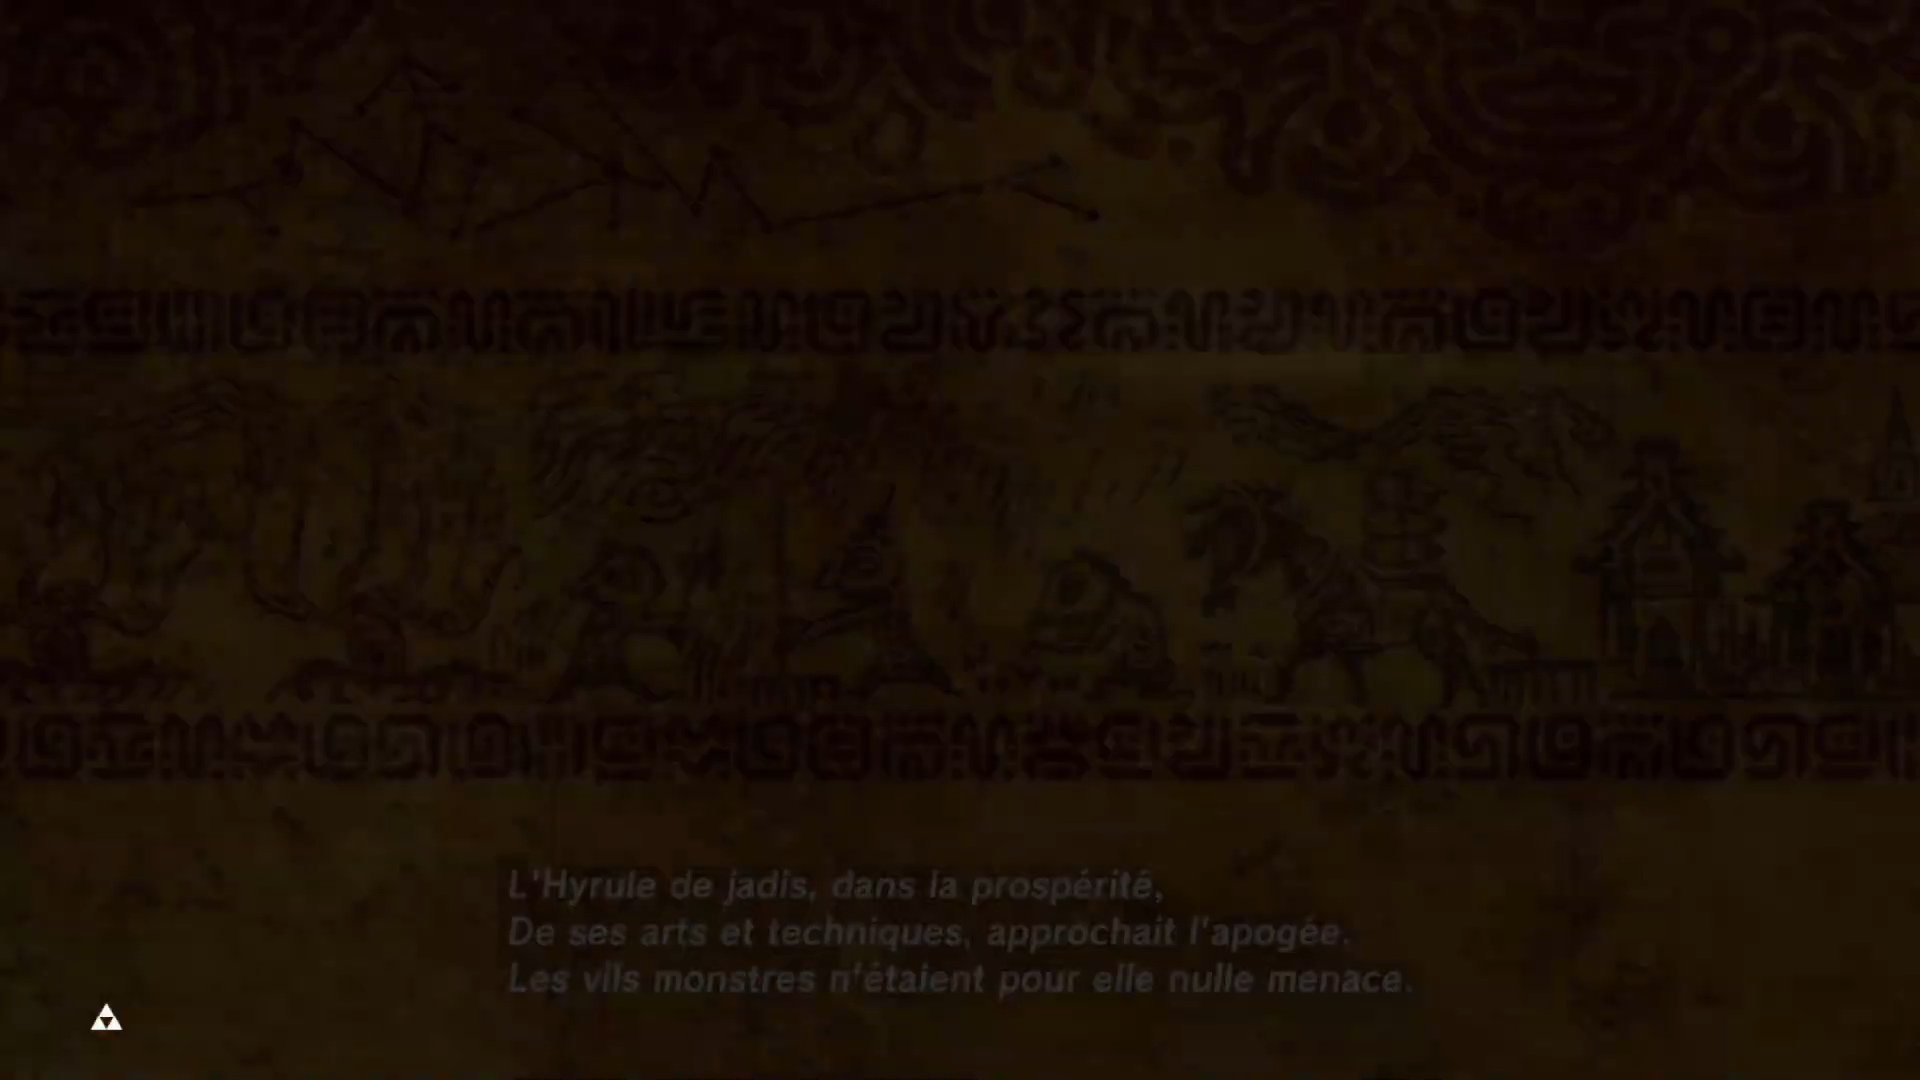 L'Hyrule de jadis, dans la prospérité,
De ses arts et techniques, approchait l'apogée.
Les vils monstres n'étaient pour elle nulle menace.